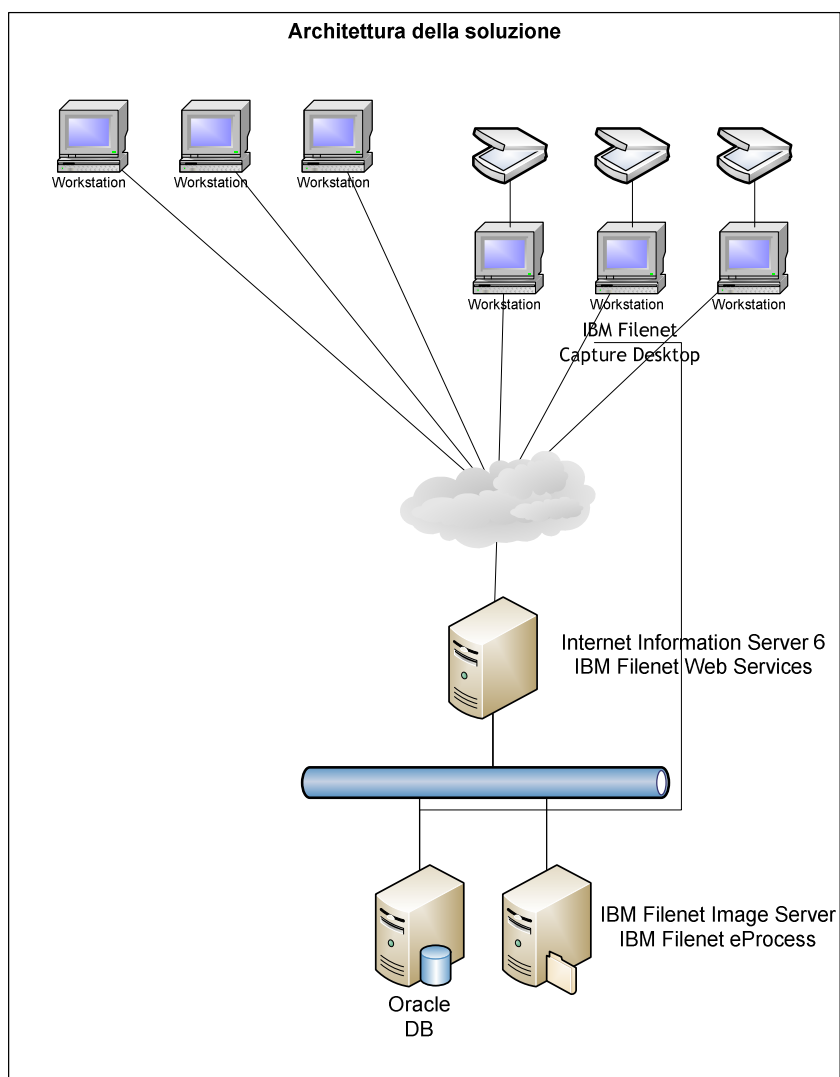 Architettura della soluzione
Workstation
Workstation
Workstation
Workstation
Workstation
Workstation
IBM Filenet
Capture Desktop
Internet Information Server 6
IBM Filenet Web Services
IBM Filenet Image Server
IBM Filenet eProcess
Oracle
DB